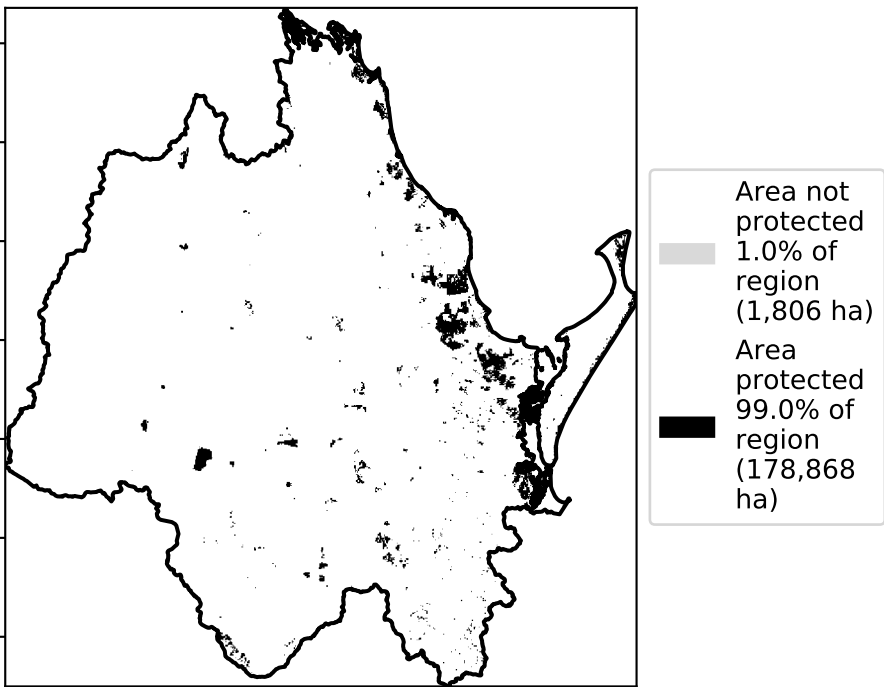 Area not
protected
1.0% of
region
(1,806 ha)
Area
protected
99.0% of
region
(178,868
ha)